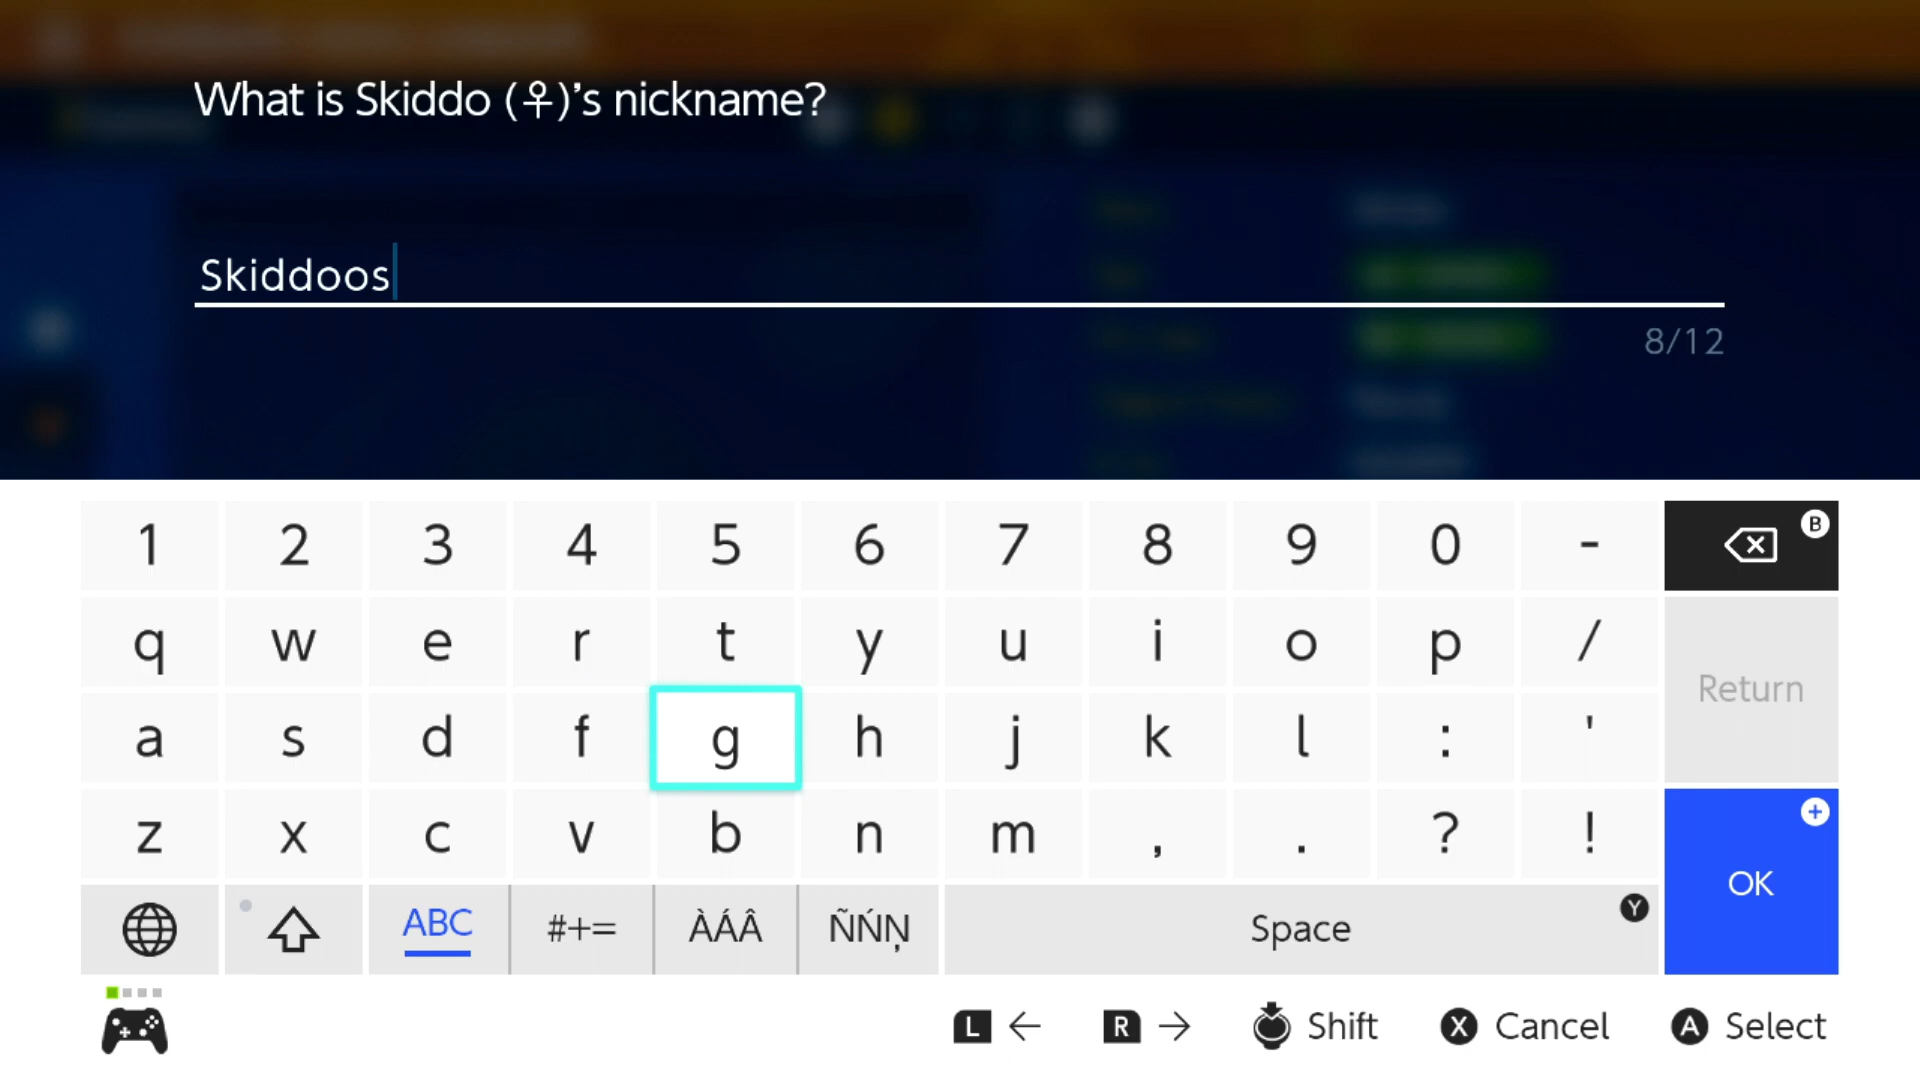 What is Skiddo (♀)’s nickname?
Skiddoos
8/12
1 2 3 4 5 6 7 8 9 0 - B
q w e r t y u i o p / Return
a s d f g h j k l : '
z x c v b n m , . ? ! + OK
ABC #+= ÀÁÂ ÑŃŅ Space Y
L ← R → Shift X Cancel A Select